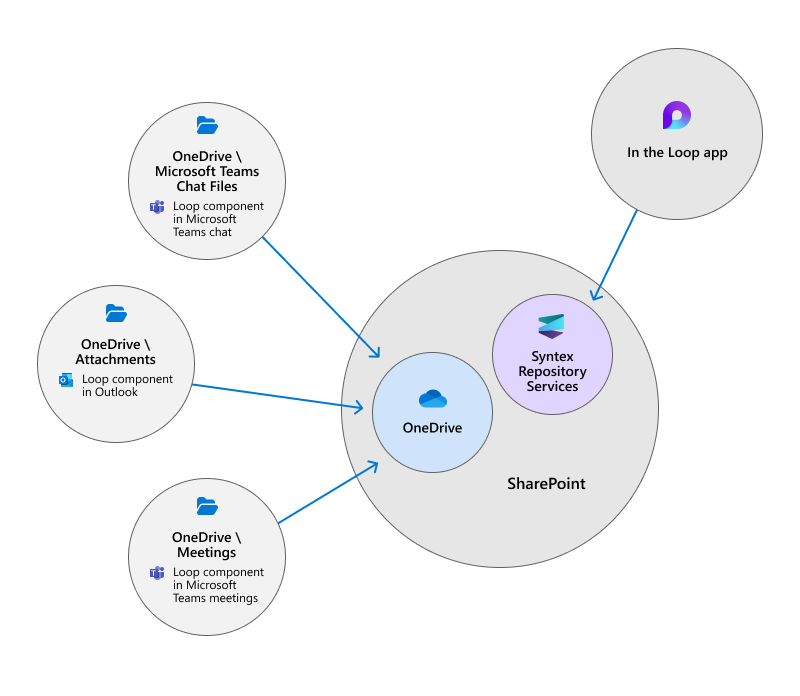 OneDrive \
Microsoft Teams
Chat Files
Loop component
in Microsoft
Teams chat
In the Loop app
OneDrive \
Attachments
Loop component
in Outlook
Syntex
Repository
Services
OneDrive
SharePoint
OneDrive \
Meetings
Loop component
in Microsoft
Teams meetings